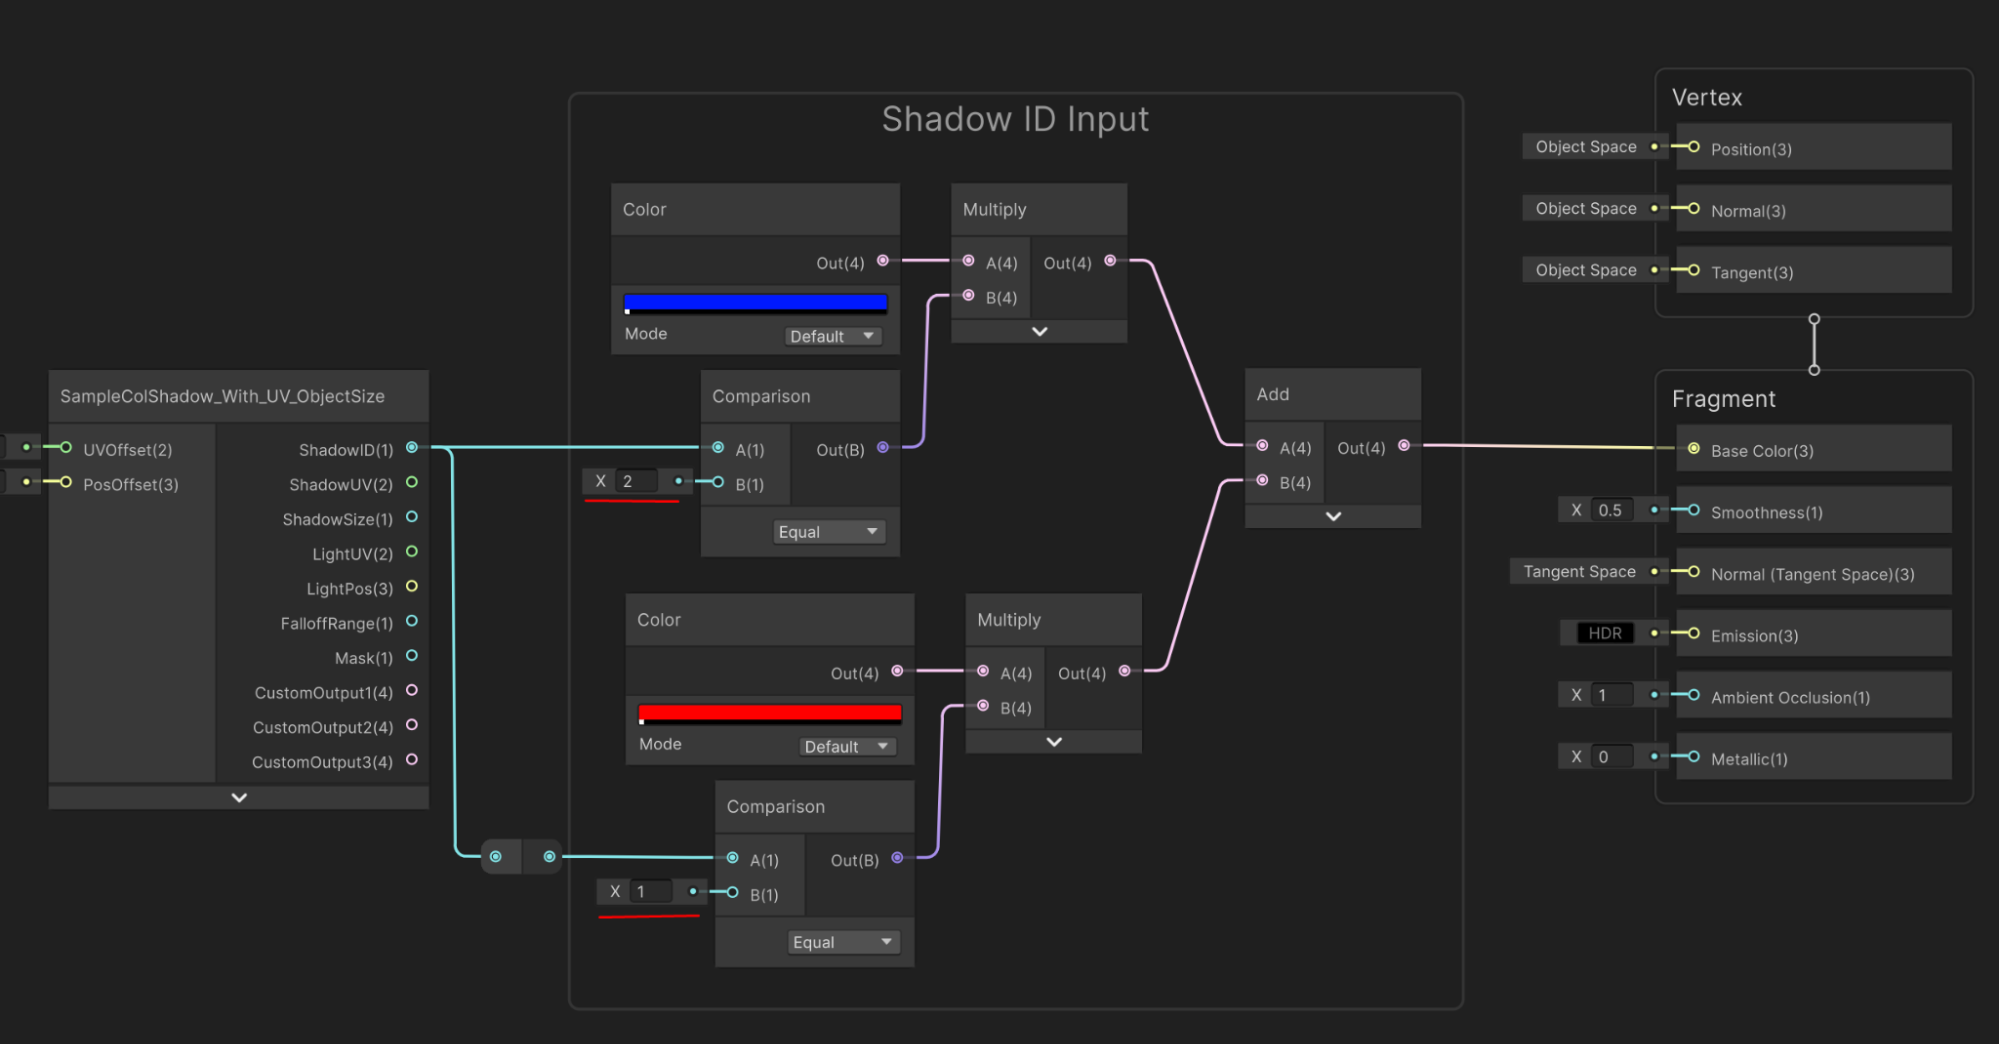 Shadow ID Input
SampleColShadow_With_UV_ObjectSize
UVOffset(2)
PosOffset(3)
ShadowID(1)
ShadowUV(2)
ShadowSize(1)
LightUV(2)
LightPos(3)
FalloffRange(1)
Mask(1)
CustomOutput1(4)
CustomOutput2(4)
CustomOutput3(4)
Color
Out(4)
Mode
Default
Multiply
A(4)
B(4)
Out(4)
Comparison
A(1)
B(1)
Out(B)
X 2
Equal
Color
Out(4)
Mode
Default
Multiply
A(4)
B(4)
Out(4)
Comparison
A(1)
B(1)
Out(B)
X 1
Equal
Add
A(4)
B(4)
Out(4)
Vertex
Object Space
Position(3)
Object Space
Normal(3)
Object Space
Tangent(3)
Fragment
Base Color(3)
X 0.5
Smoothness(1)
Tangent Space
Normal (Tangent Space)(3)
HDR
Emission(3)
X 1
Ambient Occlusion(1)
X 0
Metallic(1)